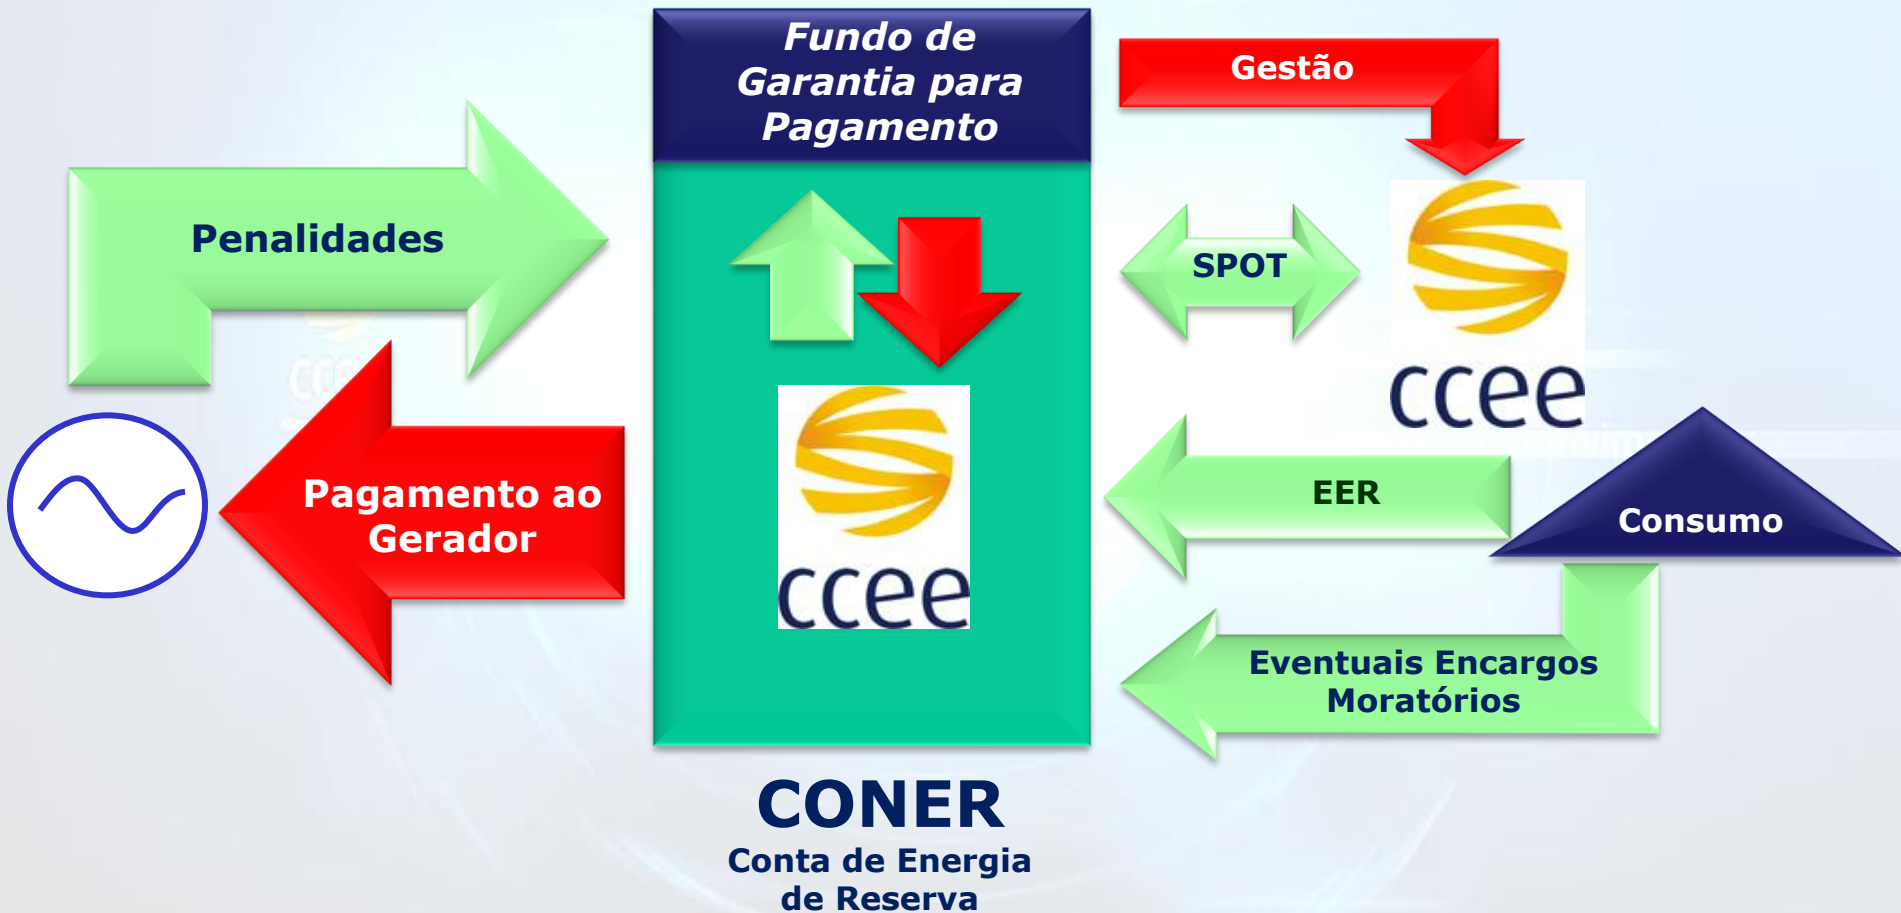 Fundo de
Garantia para
Pagamento
Gestão
Penalidades
SPOT
ccee
ccee
Pagamento ao
Gerador
EER
Consumo
Eventuais Encargos
Moratórios
CONER
Conta de Energia
de Reserva